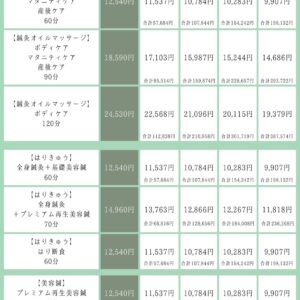 マタニティケア
産後ケア
60分
12,540円
11,537円
10,784円
10,283円
9,907円
合計57,684円
合計107,844円
合計154,242円
合計198,132円
【鍼灸オイルマッサージ】
ボディケア
マタニティケア
産後ケア
90分
18,590円
17,103円
15,987円
15,244円
14,686円
合計85,514円
合計159,874円
合計228,657円
合計293,722円
【鍼灸オイルマッサージ】
ボディケア
120分
24,530円
22,568円
21,096円
20,115円
19,379円
合計112,838円
合計210,958円
合計301,719円
合計387,574円
【はりきゅう】
全身鍼灸＋基礎美容鍼
60分
12,540円
11,537円
10,784円
10,283円
9,907円
合計57,684円
合計107,844円
合計154,242円
合計198,132円
【はりきゅう】
全身鍼灸
＋プレミアム再生美容鍼
70分
14,960円
13,763円
12,866円
12,267円
11,818円
合計68,816円
合計128,656円
合計184,008円
合計236,368円
【はりきゅう】
はり断食
60分
12,540円
11,537円
10,784円
10,283円
9,907円
合計57,684円
合計107,844円
合計154,242円
合計198,132円
【美容鍼】
プレミアム再生美容鍼
12,540円
11,537円
10,784円
10,283円
9,907円